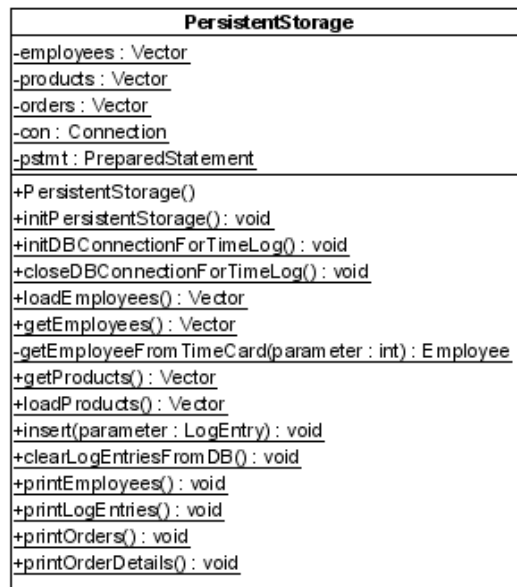 PersistentStorage
-employees : Vector
-products : Vector
-orders : Vector
-con : Connection
-pstmt : PreparedStatement
+PersistentStorage()
+initPersistentStorage() : void
+initDBConnectionForTimeLog() : void
+closeDBConnectionForTimeLog() : void
+loadEmployees() : Vector
+getEmployees() : Vector
-getEmployeeFromTimeCard(parameter : int) : Employee
+getProducts() : Vector
+loadProducts() : Vector
+insert(parameter : LogEntry) : void
+clearLogEntriesFromDB() : void
+printEmployees() : void
+printLogEntries() : void
+printOrders() : void
+printOrderDetails() : void